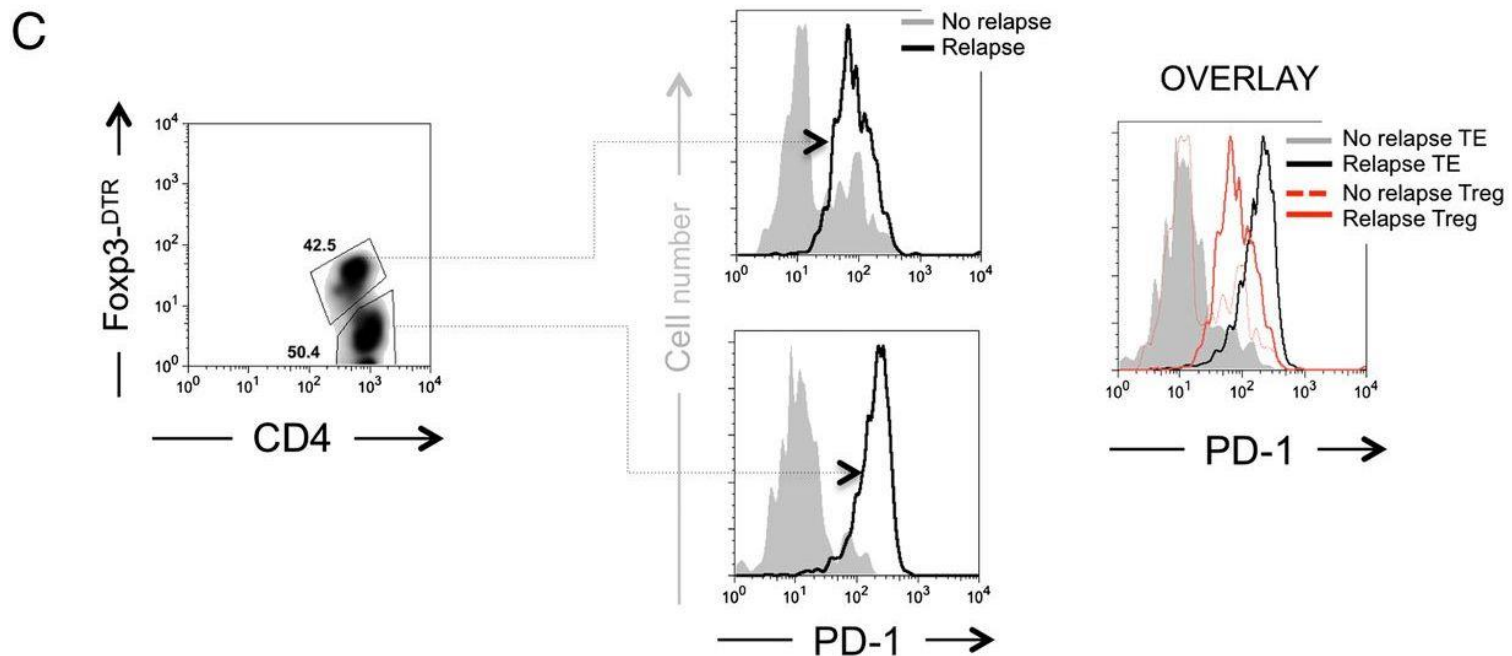 C
Foxp3-DTR
10^4
10^3
10^2
10^1
10^0
42.5
50.4
10^0 10^1 10^2 10^3 10^4
CD4
Cell number
No relapse
Relapse
10^0 10^1 10^2 10^3 10^4
10^0 10^1 10^2 10^3 10^4
PD-1
OVERLAY
No relapse TE
Relapse TE
No relapse Treg
Relapse Treg
10^0 10^1 10^2 10^3 10^4
PD-1